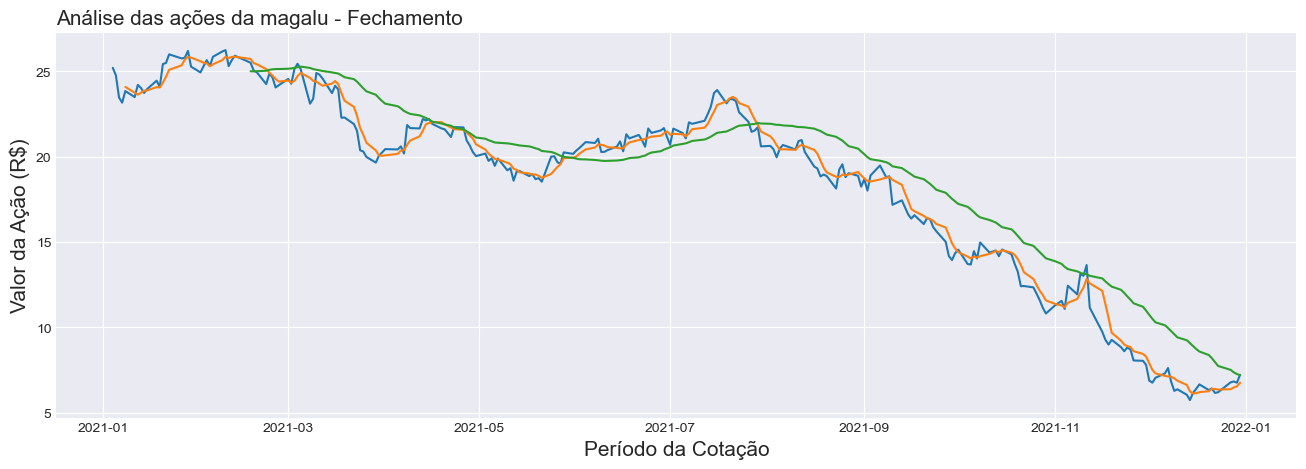 Análise das ações da magalu - Fechamento
Valor da Ação (R$)
25
20
15
10
5
2021-01 2021-03 2021-05 2021-07 2021-09 2021-11 2022-01
Período da Cotação